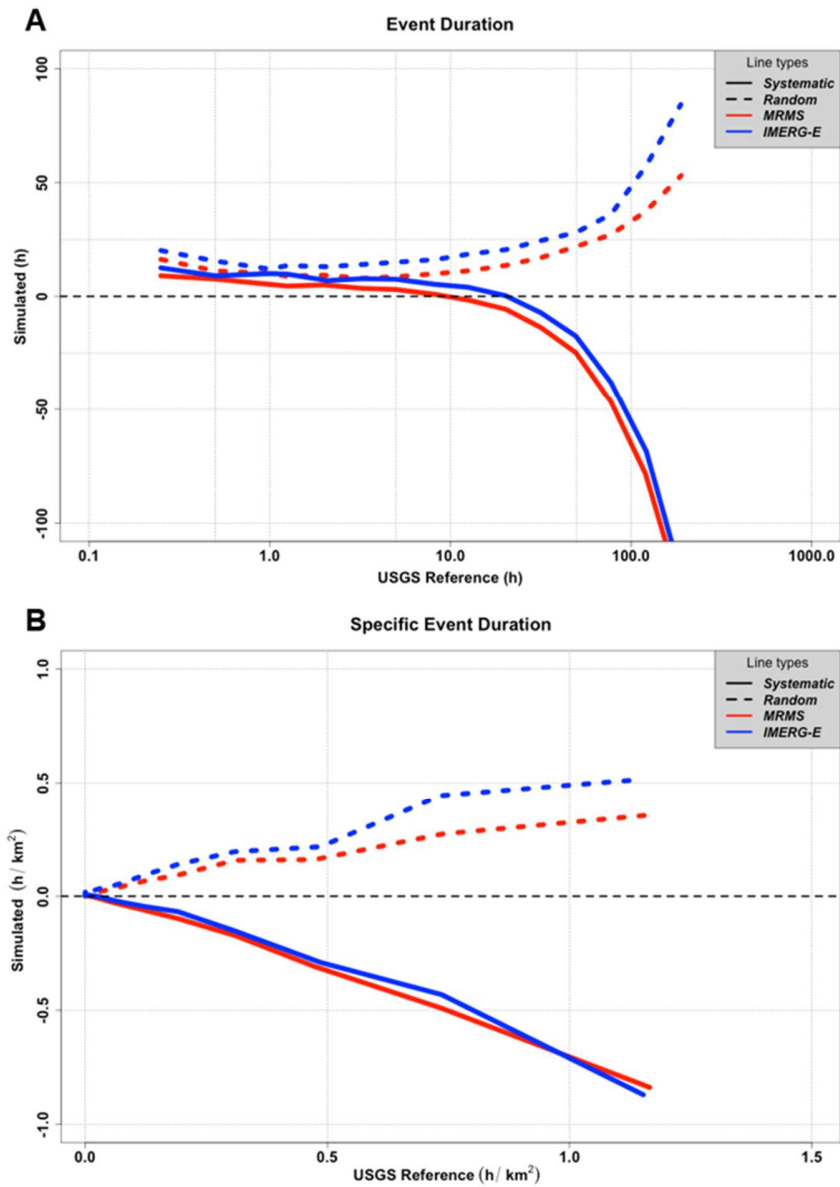 A
Event Duration
Line types
Systematic
Random
MRMS
IMERG-E
Simulated (h)
100
50
0
-50
-100
0.1 1.0 10.0 100.0 1000.0
USGS Reference (h)
B
Specific Event Duration
Line types
Systematic
Random
MRMS
IMERG-E
Simulated (h/ km²)
1.0
0.5
0.0
-0.5
-1.0
0.0 0.5 1.0 1.5
USGS Reference (h/ km²)